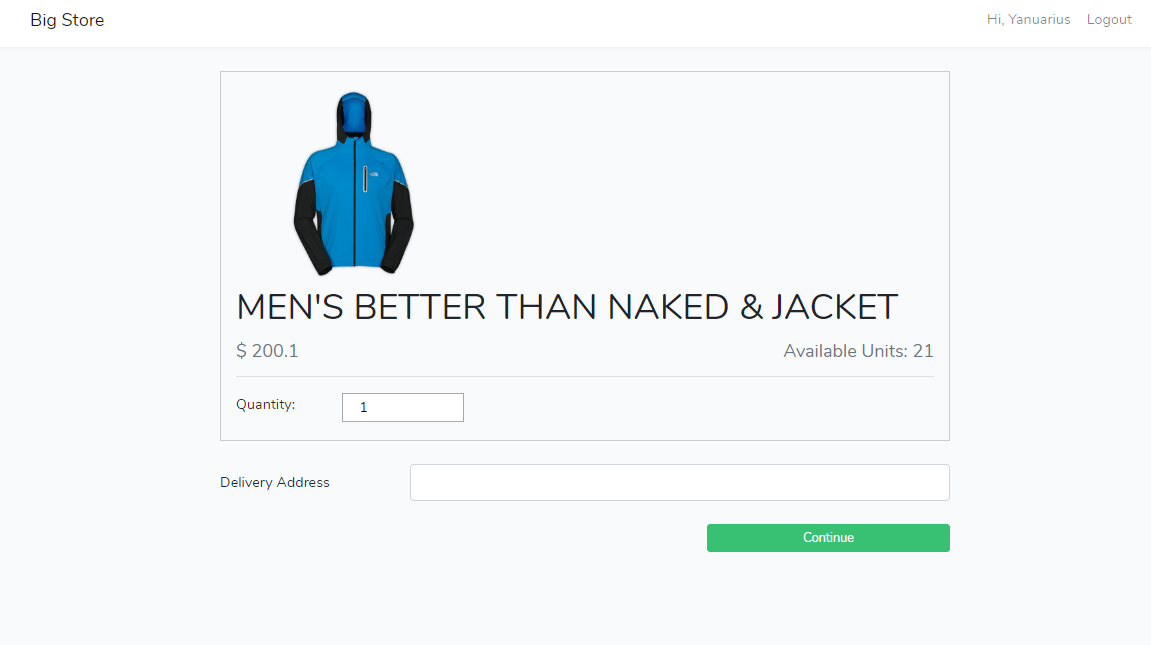 Big Store
Hi, Yanuarius
Logout
MEN'S BETTER THAN NAKED & JACKET
$ 200.1
Available Units: 21
Quantity:
1
Delivery Address
Continue